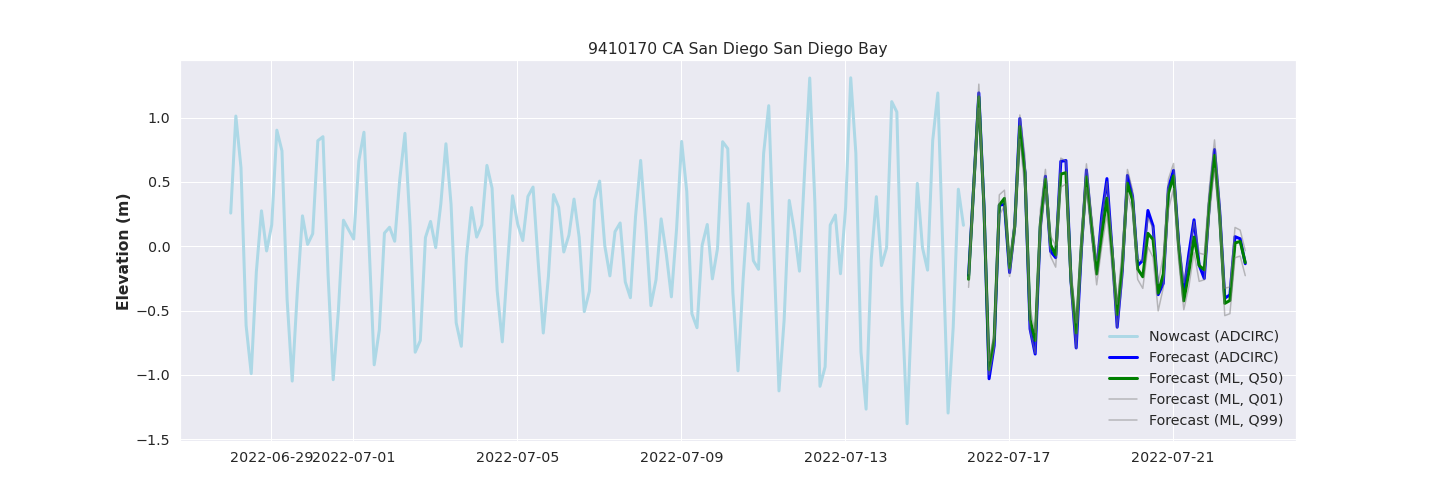 9410170 CA San Diego San Diego Bay
Elevation (m)
1.0
0.5
0.0
−0.5
−1.0
−1.5
2022-06-29
2022-07-01
2022-07-05
2022-07-09
2022-07-13
2022-07-17
2022-07-21
Nowcast (ADCIRC)
Forecast (ADCIRC)
Forecast (ML, Q50)
Forecast (ML, Q01)
Forecast (ML, Q99)